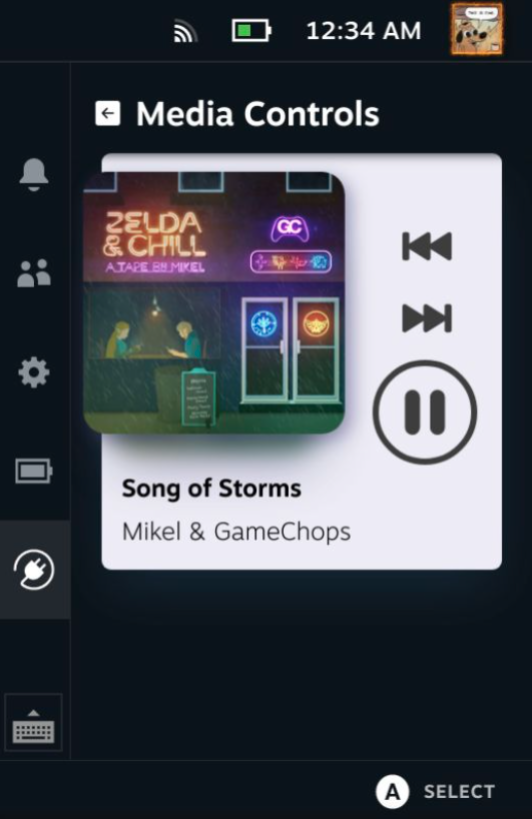 12:34 AM
Media Controls
ZELDA
& CHILL
A TAPE BY MIKEL
GC
Song of Storms
Mikel & GameChops
A SELECT